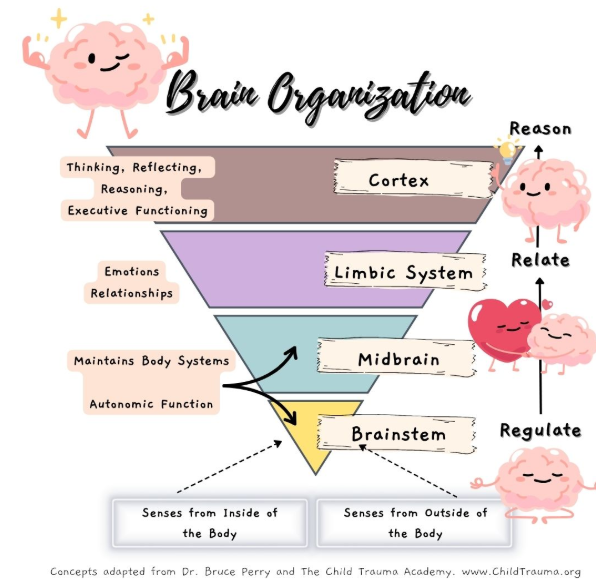 Brain Organization
Reason
Thinking, Reflecting,
Reasoning,
Executive Functioning
Cortex
Relate
Emotions
Relationships
Limbic System
Maintains Body Systems
Autonomic Function
Midbrain
Regulate
Brainstem
Senses from Inside of
the Body
Senses from Outside of
the Body
Concepts adapted from Dr. Bruce Perry and The Child Trauma Academy. www.ChildTrauma.org